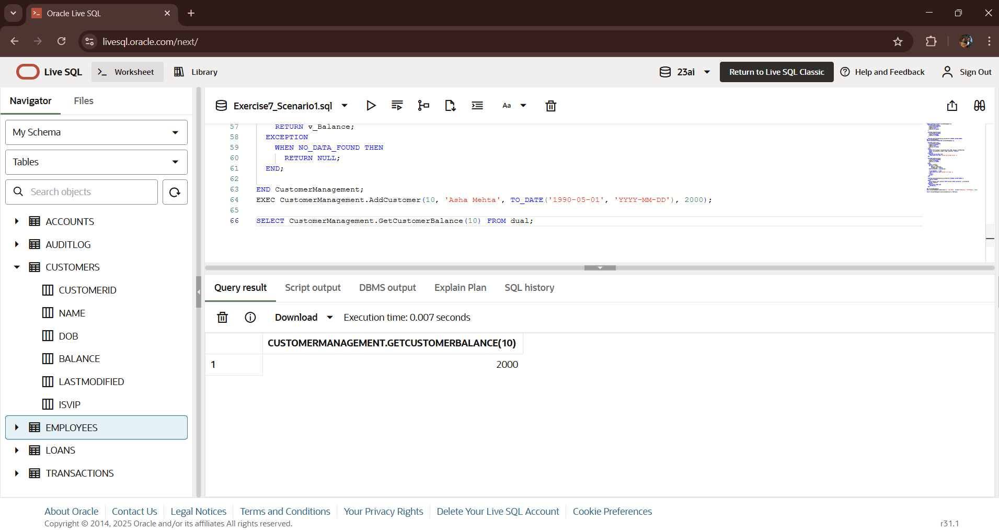 Oracle Live SQL
livesql.oracle.com/next/
Live SQL
Worksheet
Library
23ai
Return to Live SQL Classic
Help and Feedback
Sign Out
Navigator
Files
My Schema
Tables
Search objects
ACCOUNTS
AUDITLOG
CUSTOMERS
CUSTOMERID
NAME
DOB
BALANCE
LASTMODIFIED
ISVIP
EMPLOYEES
LOANS
TRANSACTIONS
Exercise7_Scenario1.sql
Aa
57 RETURN v_Balance;
58 EXCEPTION
59 WHEN NO_DATA_FOUND THEN
60 RETURN NULL;
61 END;
62
63 END CustomerManagement;
64 EXEC CustomerManagement.AddCustomer(10, 'Asha Mehta', TO_DATE('1990-05-01', 'YYYY-MM-DD'), 2000);
65
66 SELECT CustomerManagement.GetCustomerBalance(10) FROM dual;
Query result
Script output
DBMS output
Explain Plan
SQL history
Download
Execution time: 0.007 seconds
CUSTOMERMANAGEMENT.GETCUSTOMERBALANCE(10)
1 2000
About Oracle
Contact Us
Legal Notices
Terms and Conditions
Your Privacy Rights
Delete Your Live SQL Account
Cookie Preferences
Copyright © 2014, 2025 Oracle and/or its affiliates All rights reserved.
r31.1